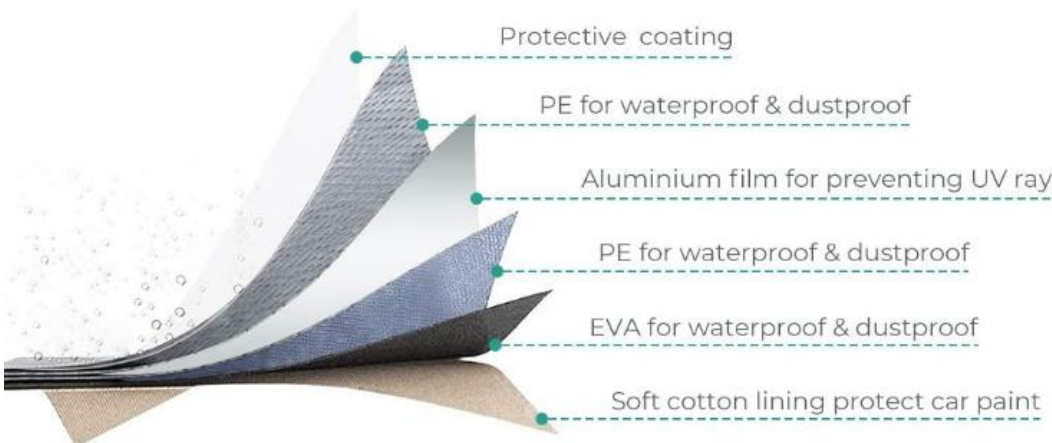 Protective coating
PE for waterproof & dustproof
Aluminium film for preventing UV ray
PE for waterproof & dustproof
EVA for waterproof & dustproof
Soft cotton lining protect car paint